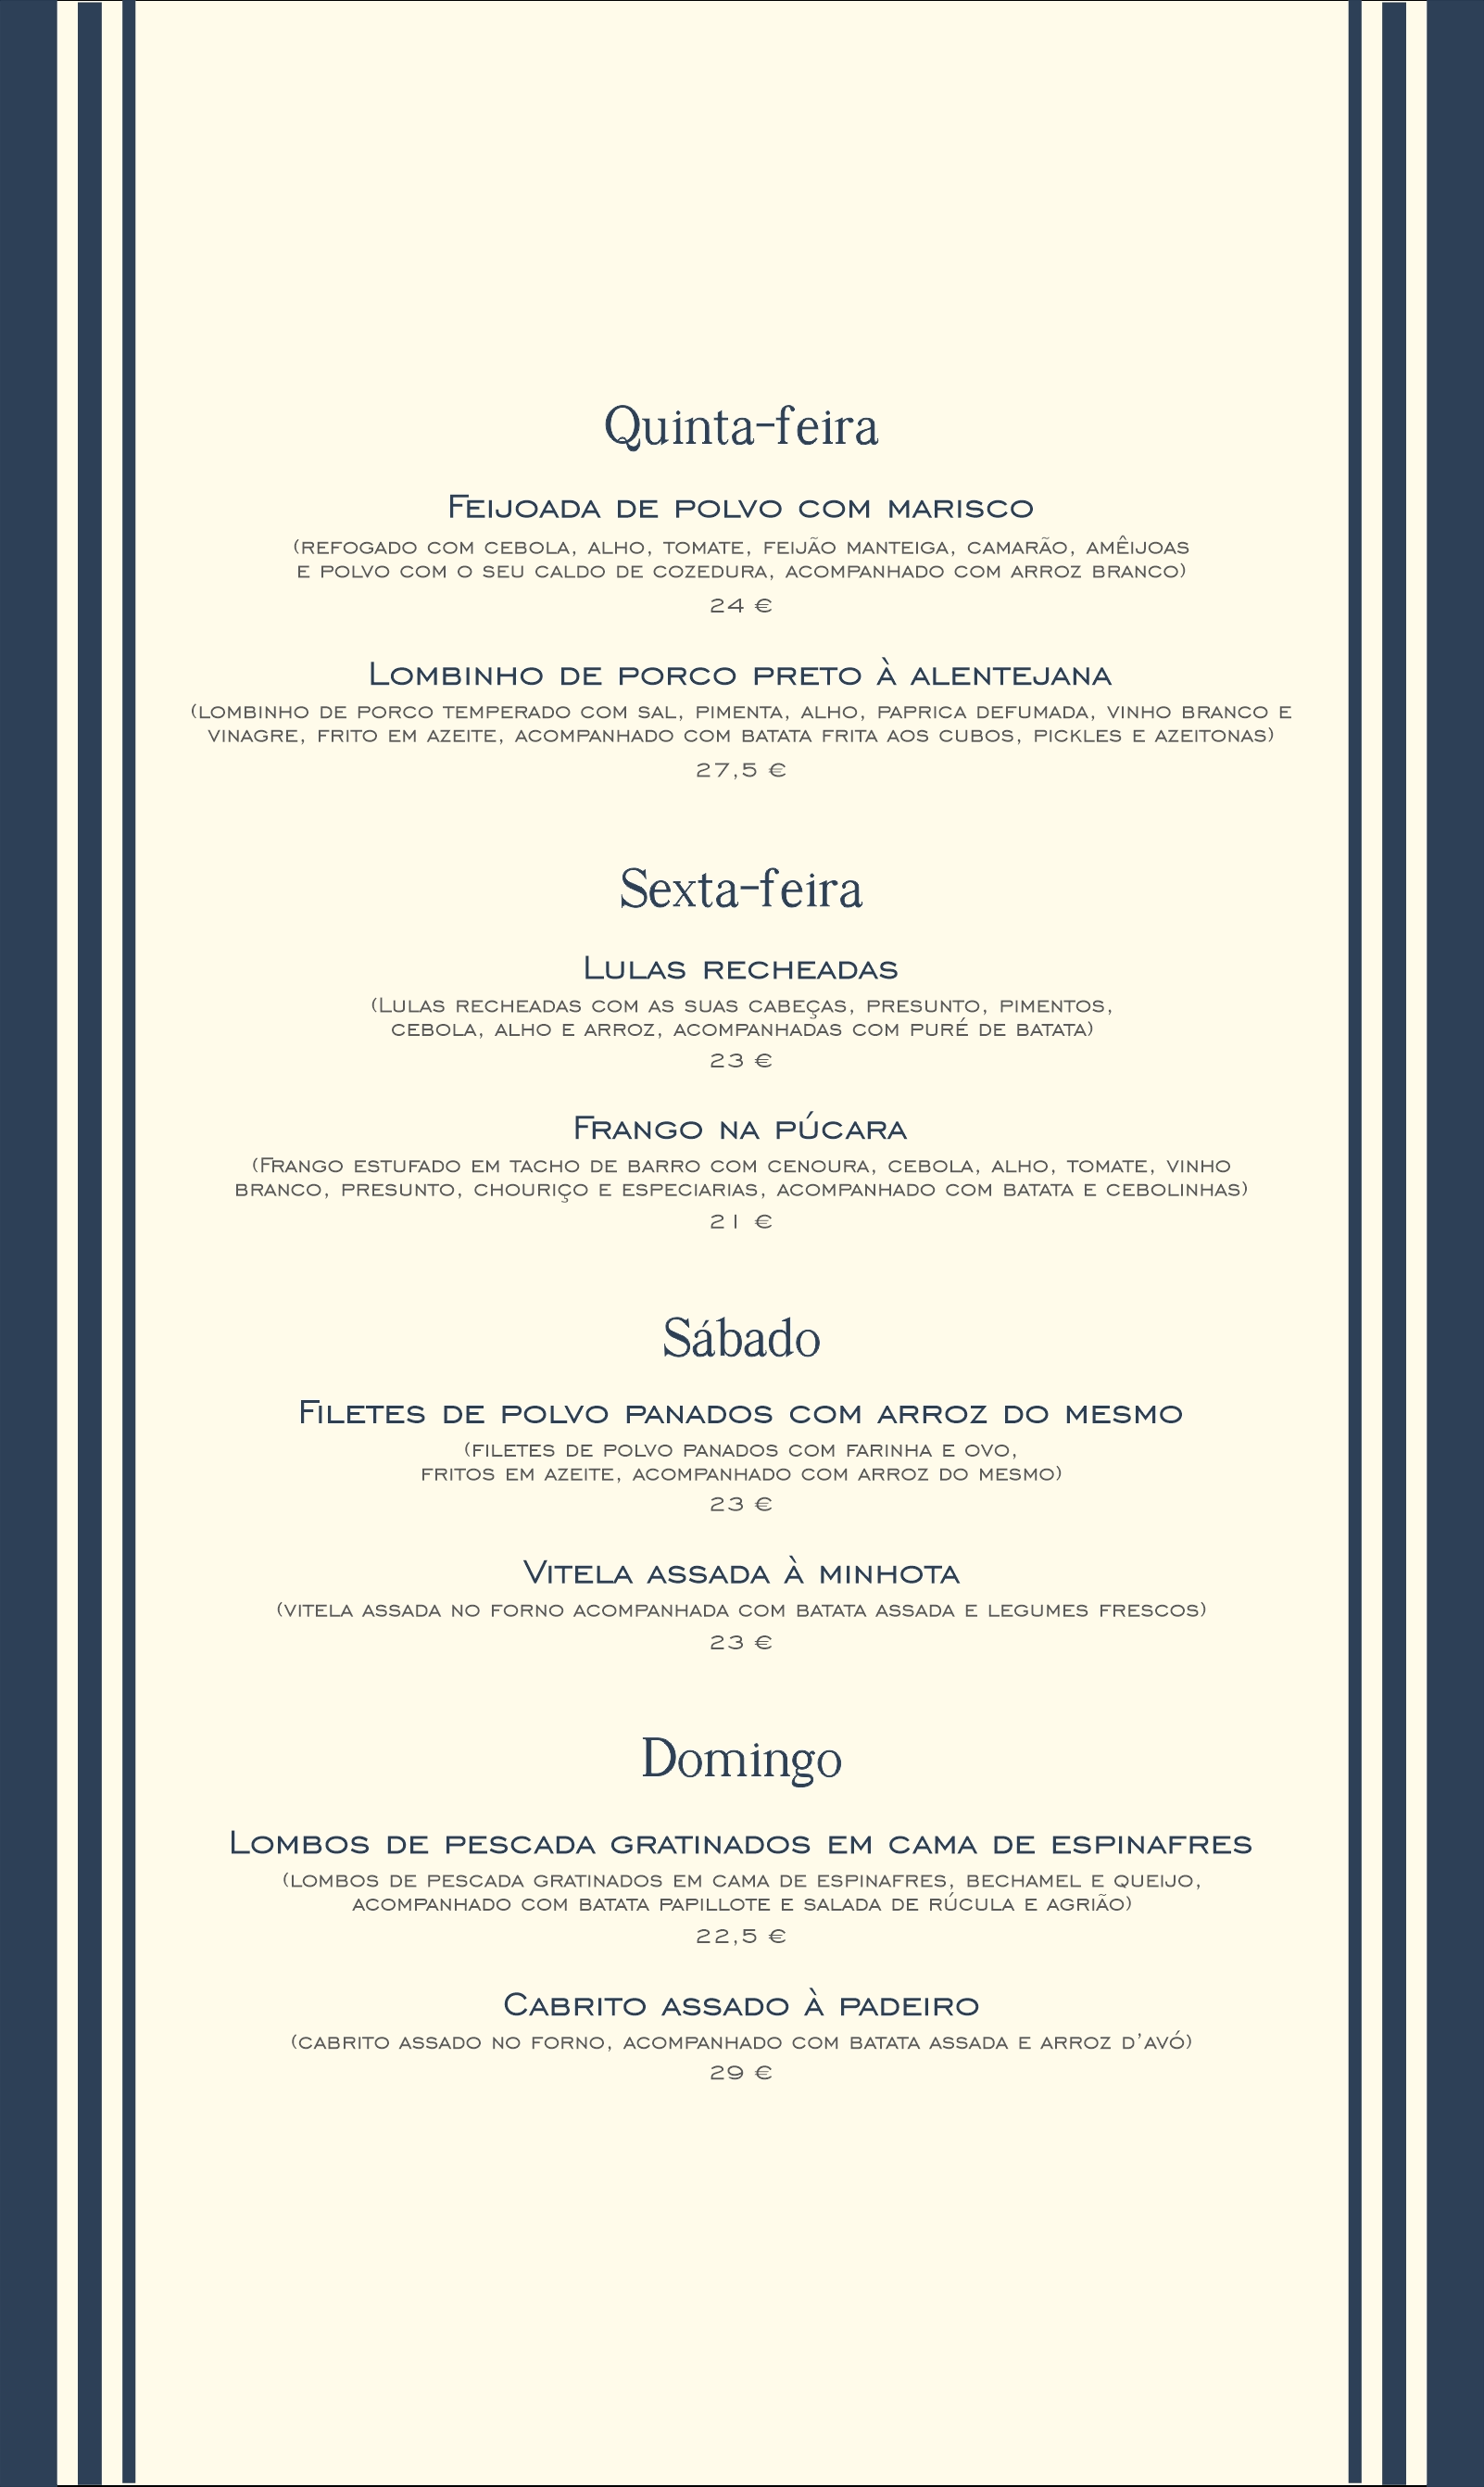 Quinta-feira
Feijoada de polvo com marisco
(refogado com cebola, alho, tomate, feijão manteiga, camarão, amêijoas
e polvo com o seu caldo de cozedura, acompanhado com arroz branco)
24 €
Lombinho de porco preto à alentejana
(lombinho de porco temperado com sal, pimenta, alho, paprica defumada, vinho branco e
vinagre, frito em azeite, acompanhado com batata frita aos cubos, pickles e azeitonas)
27,5 €
Sexta-feira
Lulas recheadas
(Lulas recheadas com as suas cabeças, presunto, pimentos,
cebola, alho e arroz, acompanhadas com puré de batata)
23 €
Frango na púcara
(Frango estufado em tacho de barro com cenoura, cebola, alho, tomate, vinho
branco, presunto, chouriço e especiarias, acompanhado com batata e cebolinhas)
21 €
Sábado
Filetes de polvo panados com arroz do mesmo
(filetes de polvo panados com farinha e ovo,
fritos em azeite, acompanhado com arroz do mesmo)
23 €
Vitela assada à minhota
(vitela assada no forno acompanhada com batata assada e legumes frescos)
23 €
Domingo
Lombos de pescada gratinados em cama de espinafres
(lombos de pescada gratinados em cama de espinafres, bechamel e queijo,
acompanhado com batata papillote e salada de rúcula e agrião)
22,5 €
Cabrito assado à padeiro
(cabrito assado no forno, acompanhado com batata assada e arroz d'avó)
29 €